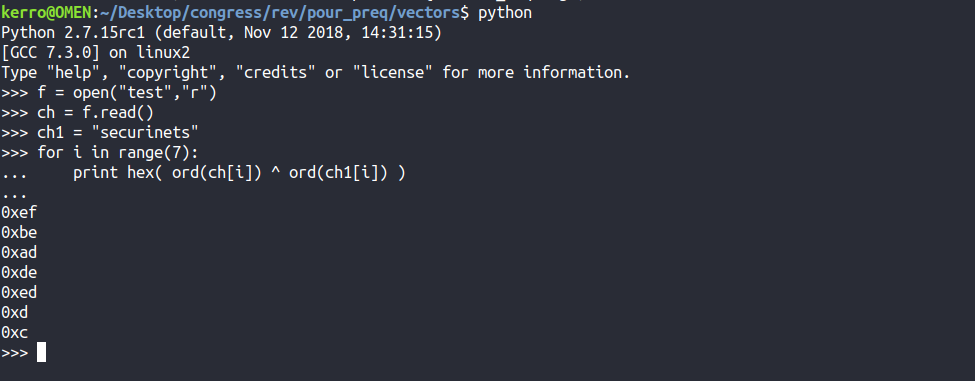 kerro@OMEN:~/Desktop/congress/rev/pour_preq/vectors$ python
Python 2.7.15rc1 (default, Nov 12 2018, 14:31:15)
[GCC 7.3.0] on linux2
Type "help", "copyright", "credits" or "license" for more information.
>>> f = open("test","r")
>>> ch = f.read()
>>> ch1 = "securinets"
>>> for i in range(7):
...     print hex( ord(ch[i]) ^ ord(ch1[i]) )
...
0xef
0xbe
0xad
0xde
0xed
0xd
0xc
>>>